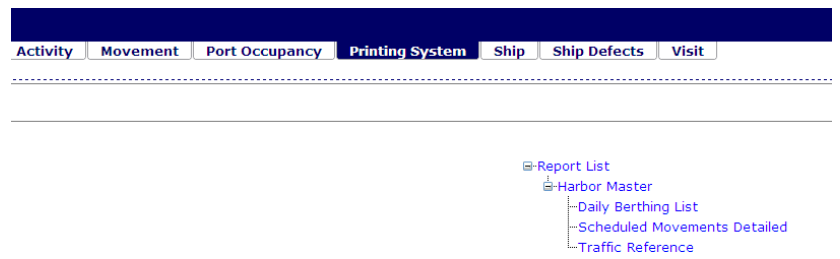 Activity Movement Port Occupancy Printing System Ship Ship Defects Visit
Report List
Harbor Master
Daily Berthing List
Scheduled Movements Detailed
Traffic Reference